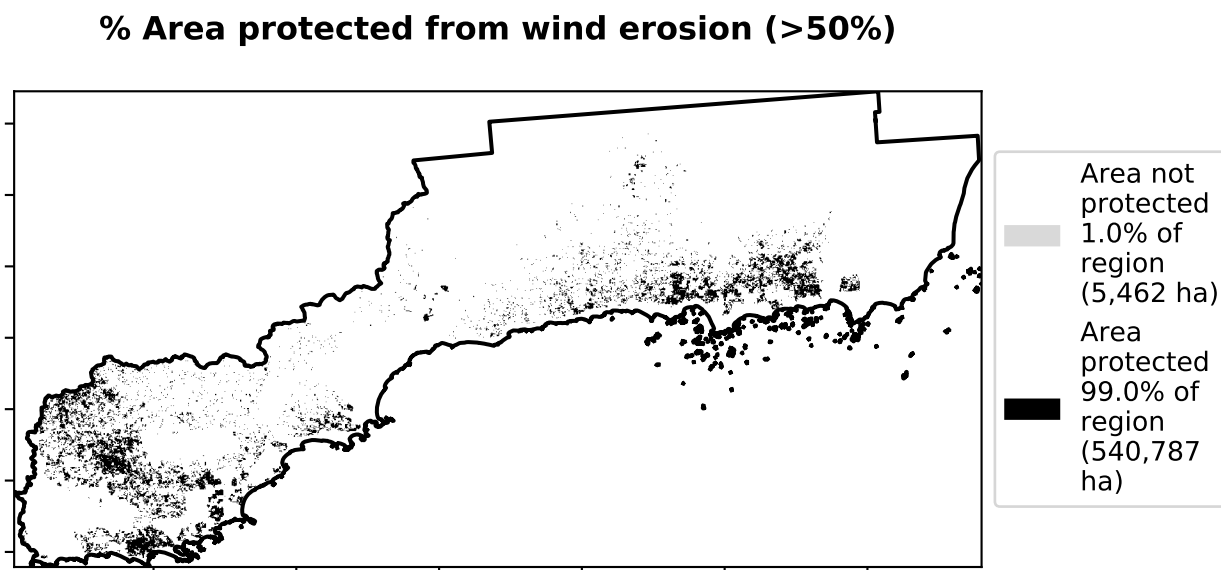 % Area protected from wind erosion (>50%)
Area not
protected
1.0% of
region
(5,462 ha)
Area
protected
99.0% of
region
(540,787
ha)